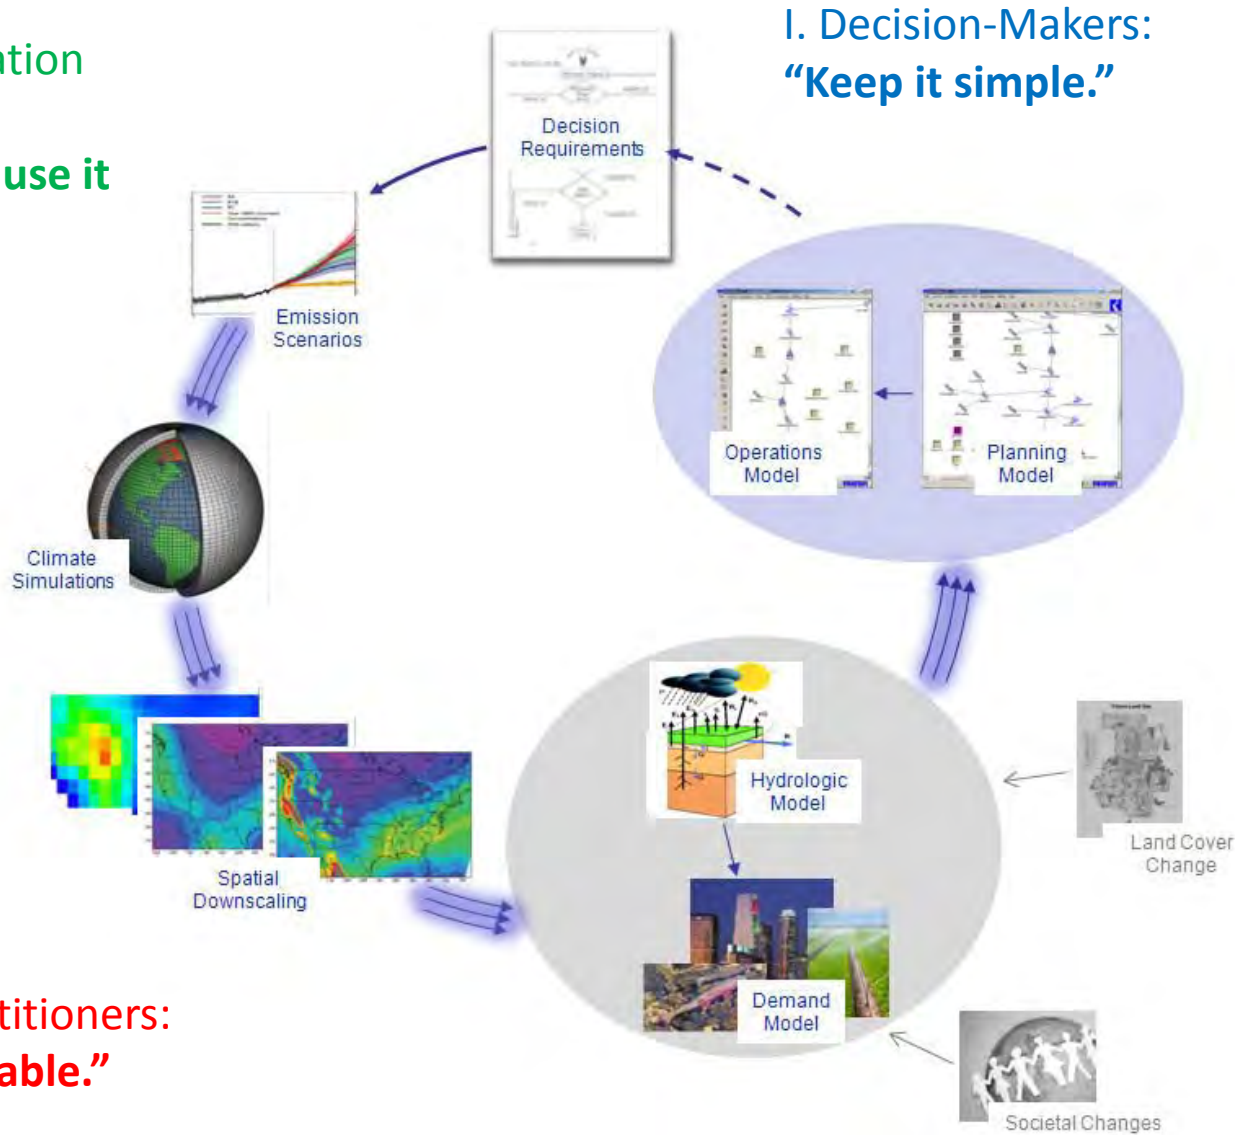 I. Decision-Makers:
“Keep it simple.”
ation
use it
Decision
Requirements
Emission
Scenarios
Climate
Simulations
Spatial
Downscaling
Operations
Model
Planning
Model
Hydrologic
Model
Demand
Model
Land Cover
Change
Societal Changes
titioners:
able.”